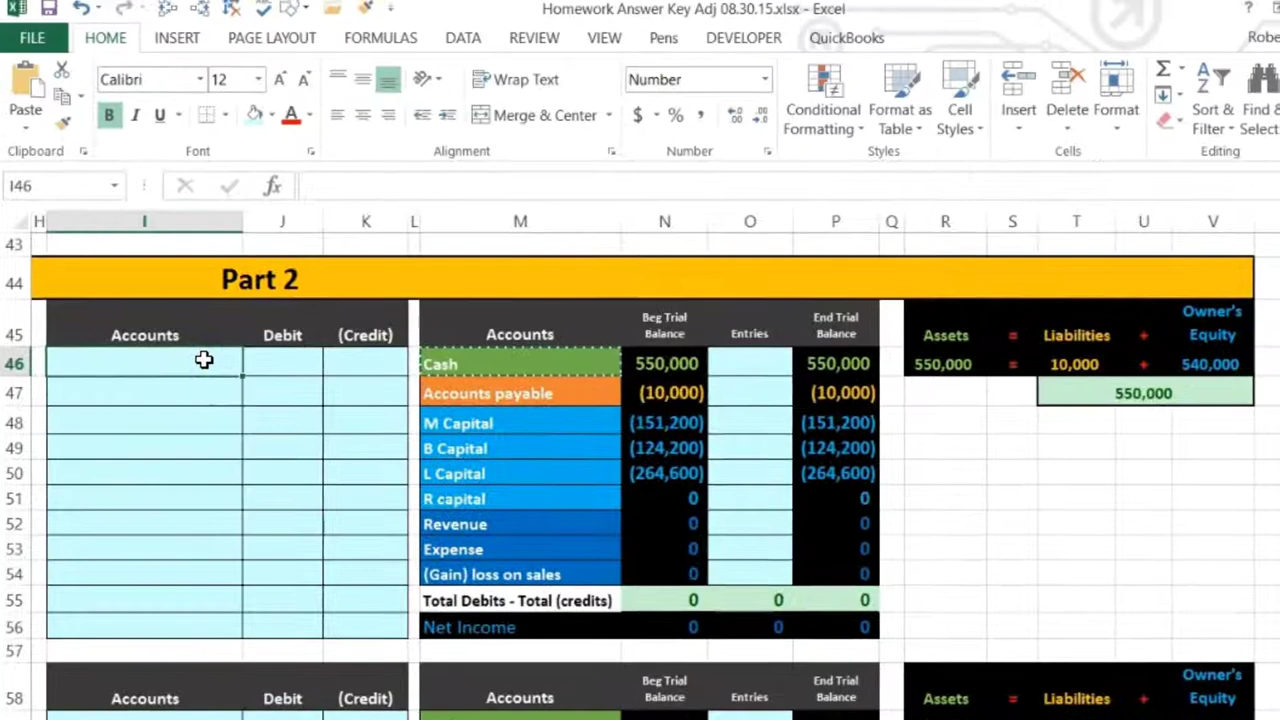 Homework Answer Key Adj 08.30.15.xlsx - Excel
?
FILE HOME INSERT PAGE LAYOUT FORMULAS DATA REVIEW VIEW Pens DEVELOPER QuickBooks
Paste
Calibri 12
B I U A
Wrap Text
Merge & Center
Number
$ % ,
Conditional Formatting
Format as Table
Cell Styles
Insert Delete Format
Sort & Filter
Find &
Clipboard Font Alignment Number Styles Cells Editing
I46 fx
H I J K L M N O P Q R S T U V
43
44 Part 2
45 Accounts Debit (Credit) Accounts Beg Trial Balance Entries End Trial Balance Assets = Liabilities + Owner's Equity
46 Cash 550,000 550,000 550,000 = 10,000 + 540,000
47 Accounts payable (10,000) (10,000) 550,000
48 M Capital (151,200) (151,200)
49 B Capital (124,200) (124,200)
50 L Capital (264,600) (264,600)
51 R capital 0 0
52 Revenue 0 0
53 Expense 0 0
54 (Gain) loss on sales 0 0
55 Total Debits - Total (credits) 0 0 0
56 Net Income 0 0 0
57
58 Accounts Debit (Credit) Accounts Beg Trial Balance Entries End Trial Balance Assets = Liabilities + Owner's Equity